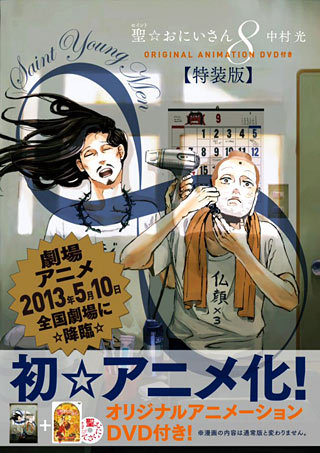 セイント
聖☆おにいさん 8 中村 光
ORIGINAL ANIMATION DVD付き
【特装版】
Saint Young Men
9
仏顔×3
劇場
アニメ
2013年5月10日
全国劇場に
☆降臨☆
初☆アニメ化!
オリジナルアニメーション
DVD付き!
※漫画の内容は通常版と変わりません。